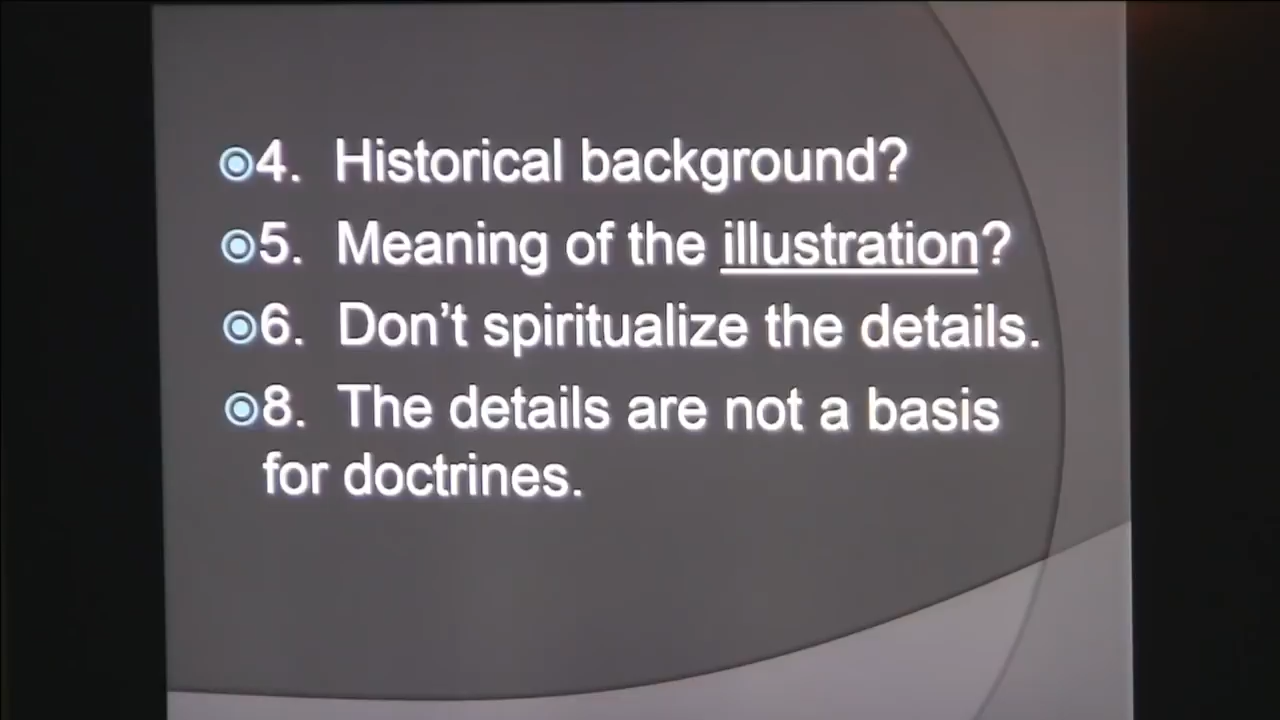 4. Historical background?
5. Meaning of the illustration?
6. Don't spiritualize the details.
8. The details are not a basis
for doctrines.